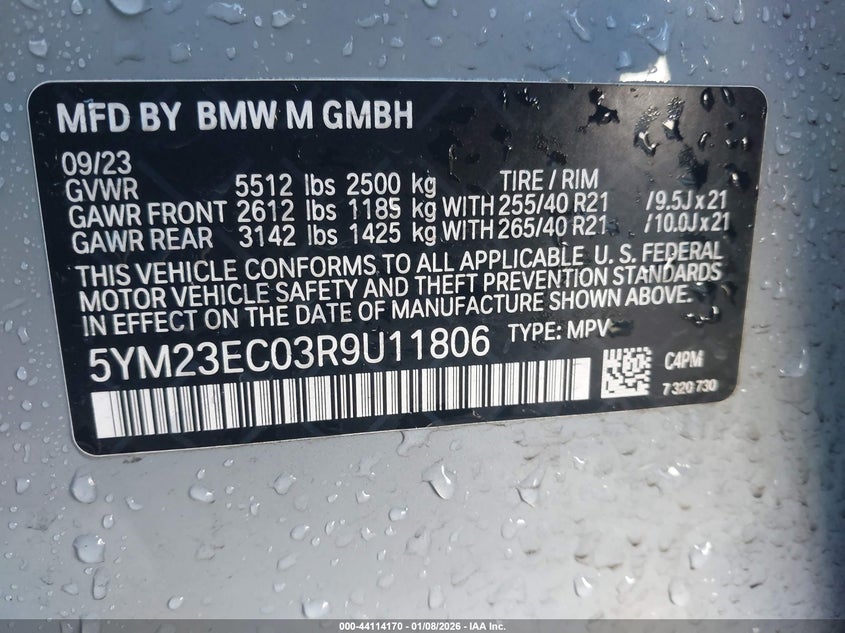 MFD BY BMW M GMBH
09/23
GVWR 5512 lbs 2500 kg TIRE / RIM
GAWR FRONT 2612 lbs 1185 kg WITH 255/40 R21 /9.5J x 21
GAWR REAR 3142 lbs 1425 kg WITH 265/40 R21 /10.0J x 21
THIS VEHICLE CONFORMS TO ALL APPLICABLE U. S. FEDERAL
MOTOR VEHICLE SAFETY AND THEFT PREVENTION STANDARDS
IN EFFECT ON THE DATE OF MANUFACTURE SHOWN ABOVE.
5YM23EC03R9U11806 TYPE: MPV
C4PM
7 320 730
000-44114170 | 01/08/2026 - IAA Inc.